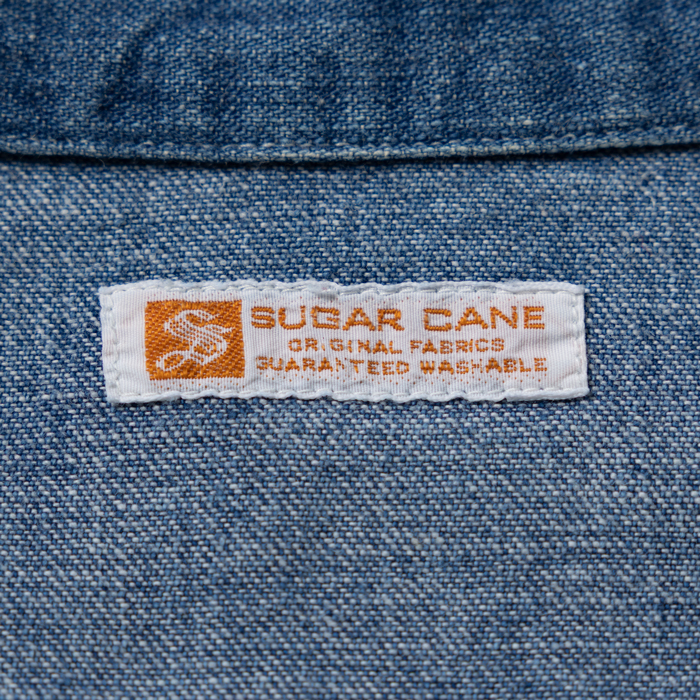 S
SUGAR CANE
ORIGINAL FABRICS
GUARANTEED WASHABLE